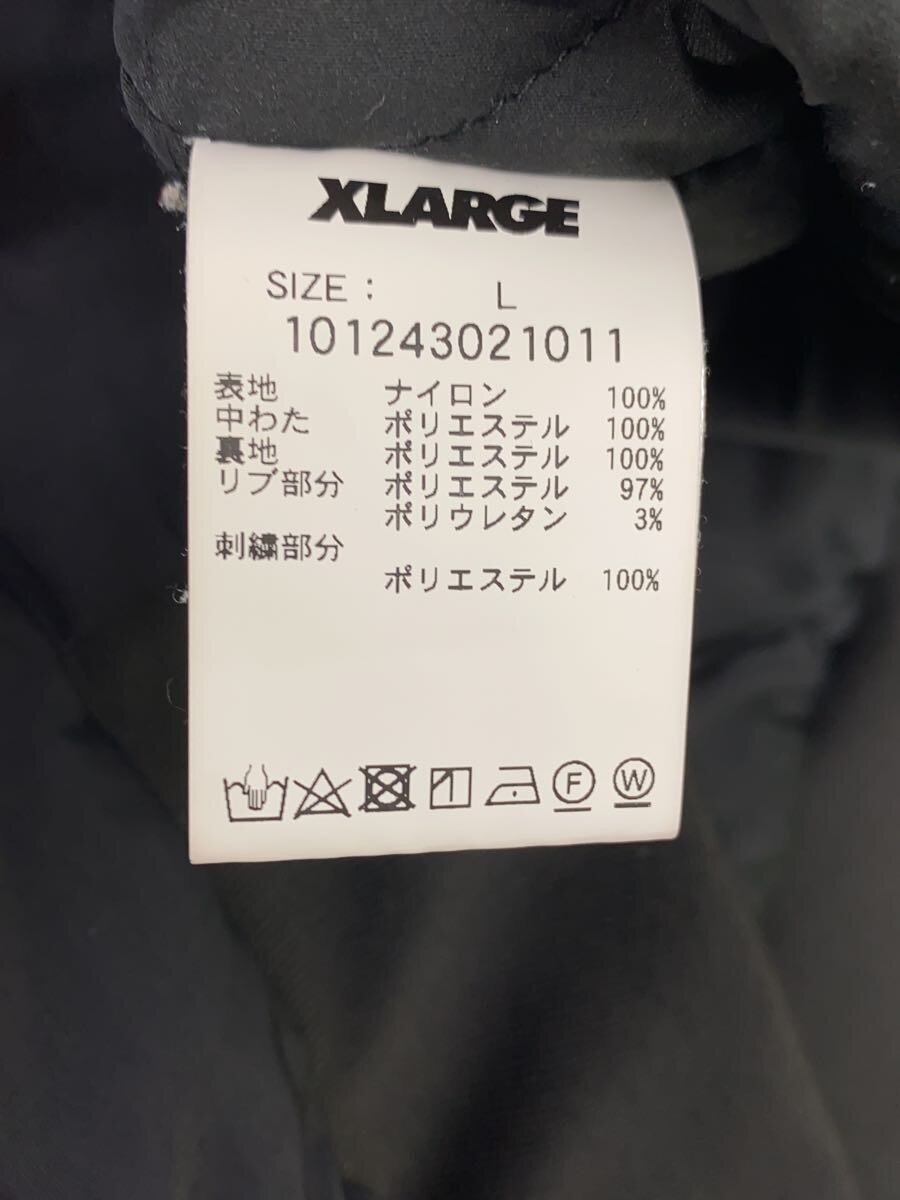 XLARGE
SIZE : L
101243021011
表地 ナイロン 100%
中わた ポリエステル 100%
裏地 ポリエステル 100%
リブ部分 ポリエステル 97%
ポリウレタン 3%
刺繍部分
ポリエステル 100%
F W